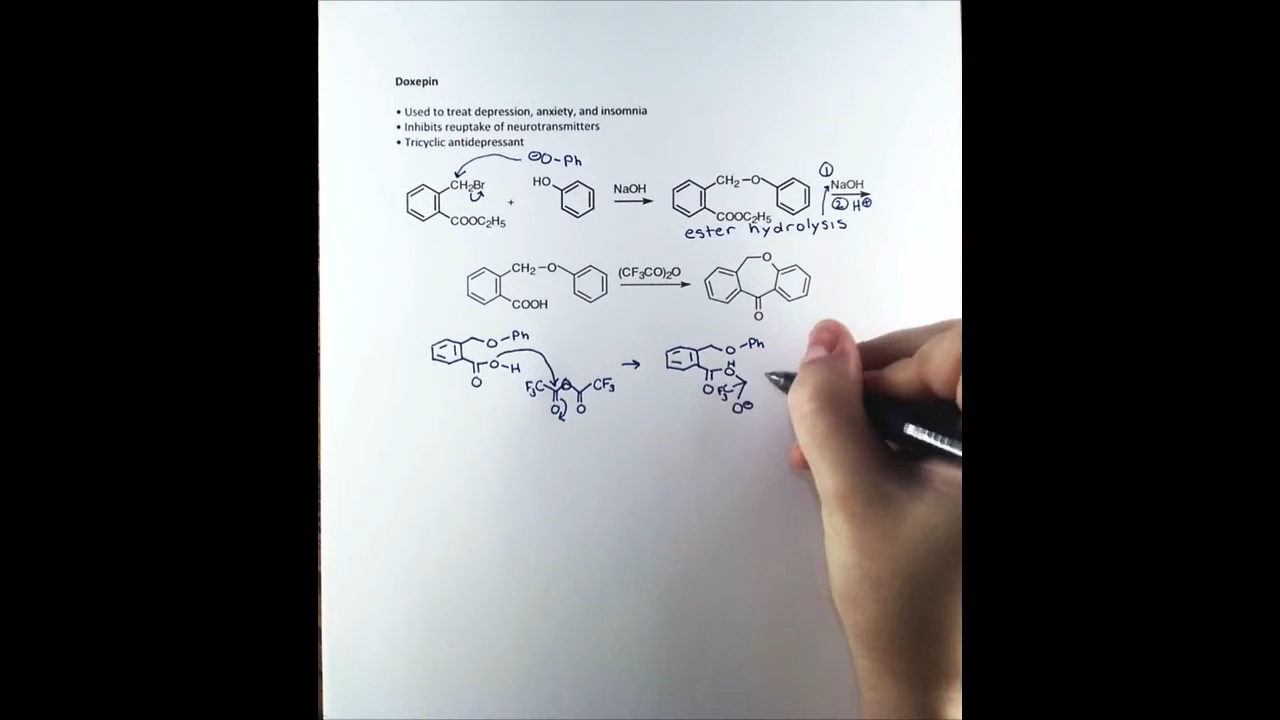 Doxepin
• Used to treat depression, anxiety, and insomnia
• Inhibits reuptake of neurotransmitters
• Tricyclic antidepressant
⊖O-Ph
CH₂Br
COOC₂H₅
+
HO
NaOH
CH₂-O
COOC₂H₅
ester hydrolysis
① NaOH
② H⊕
CH₂-O
COOH
(CF₃CO)₂O
O
O
O-Ph
O-H
O
F₃C
O
CF₃
O
O
O-Ph
H
O
O
F₃C
O⊖